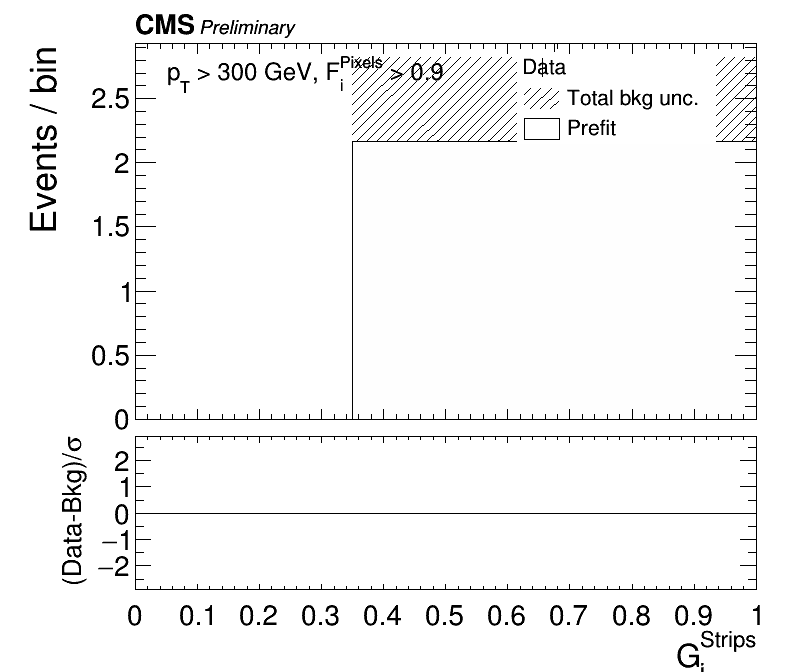 CMS Preliminary
p_T > 300 GeV, F_i^Pixels > 0.9
Data
Total bkg unc.
Prefit
Events / bin
2.5
2
1.5
1
0.5
0
(Data-Bkg)/σ
2
1
0
−1
−2
0 0.1 0.2 0.3 0.4 0.5 0.6 0.7 0.8 0.9 1
G_i^Strips